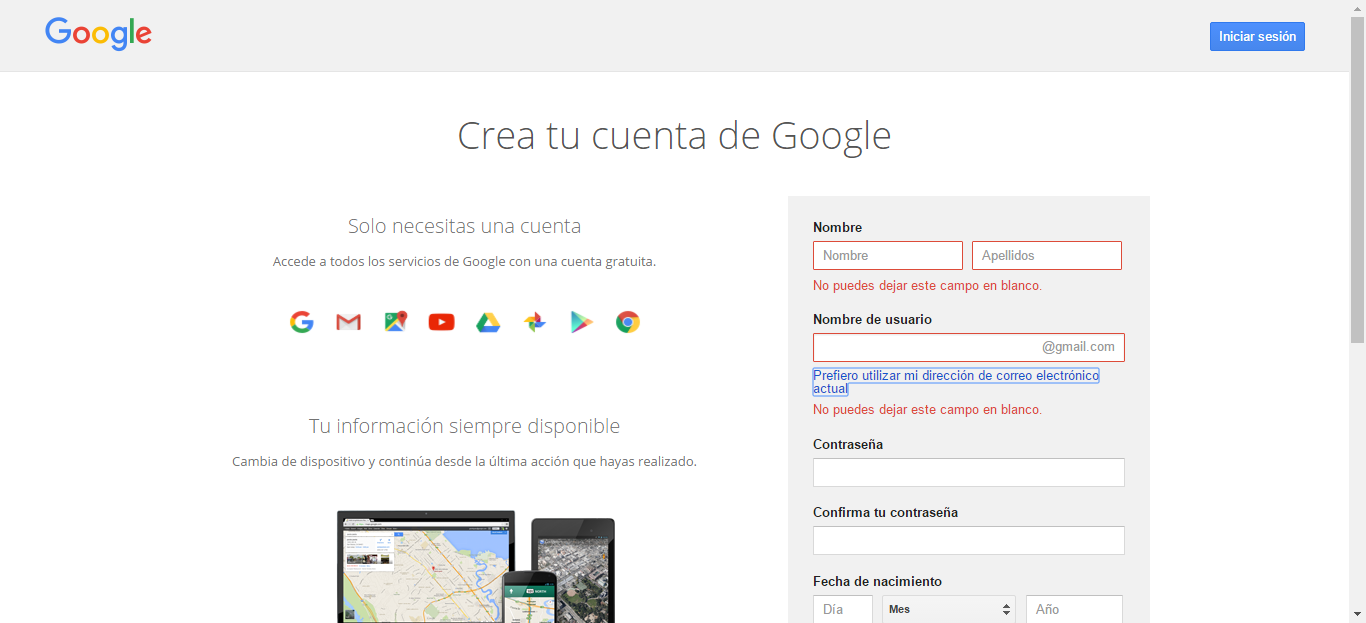 Google
Iniciar sesión
Crea tu cuenta de Google
Solo necesitas una cuenta
Accede a todos los servicios de Google con una cuenta gratuita.
Tu información siempre disponible
Cambia de dispositivo y continúa desde la última acción que hayas realizado.
Nombre
Nombre Apellidos
No puedes dejar este campo en blanco.
Nombre de usuario
@gmail.com
Prefiero utilizar mi dirección de correo electrónico
actual
No puedes dejar este campo en blanco.
Contraseña
Confirma tu contraseña
Fecha de nacimiento
Día Mes Año